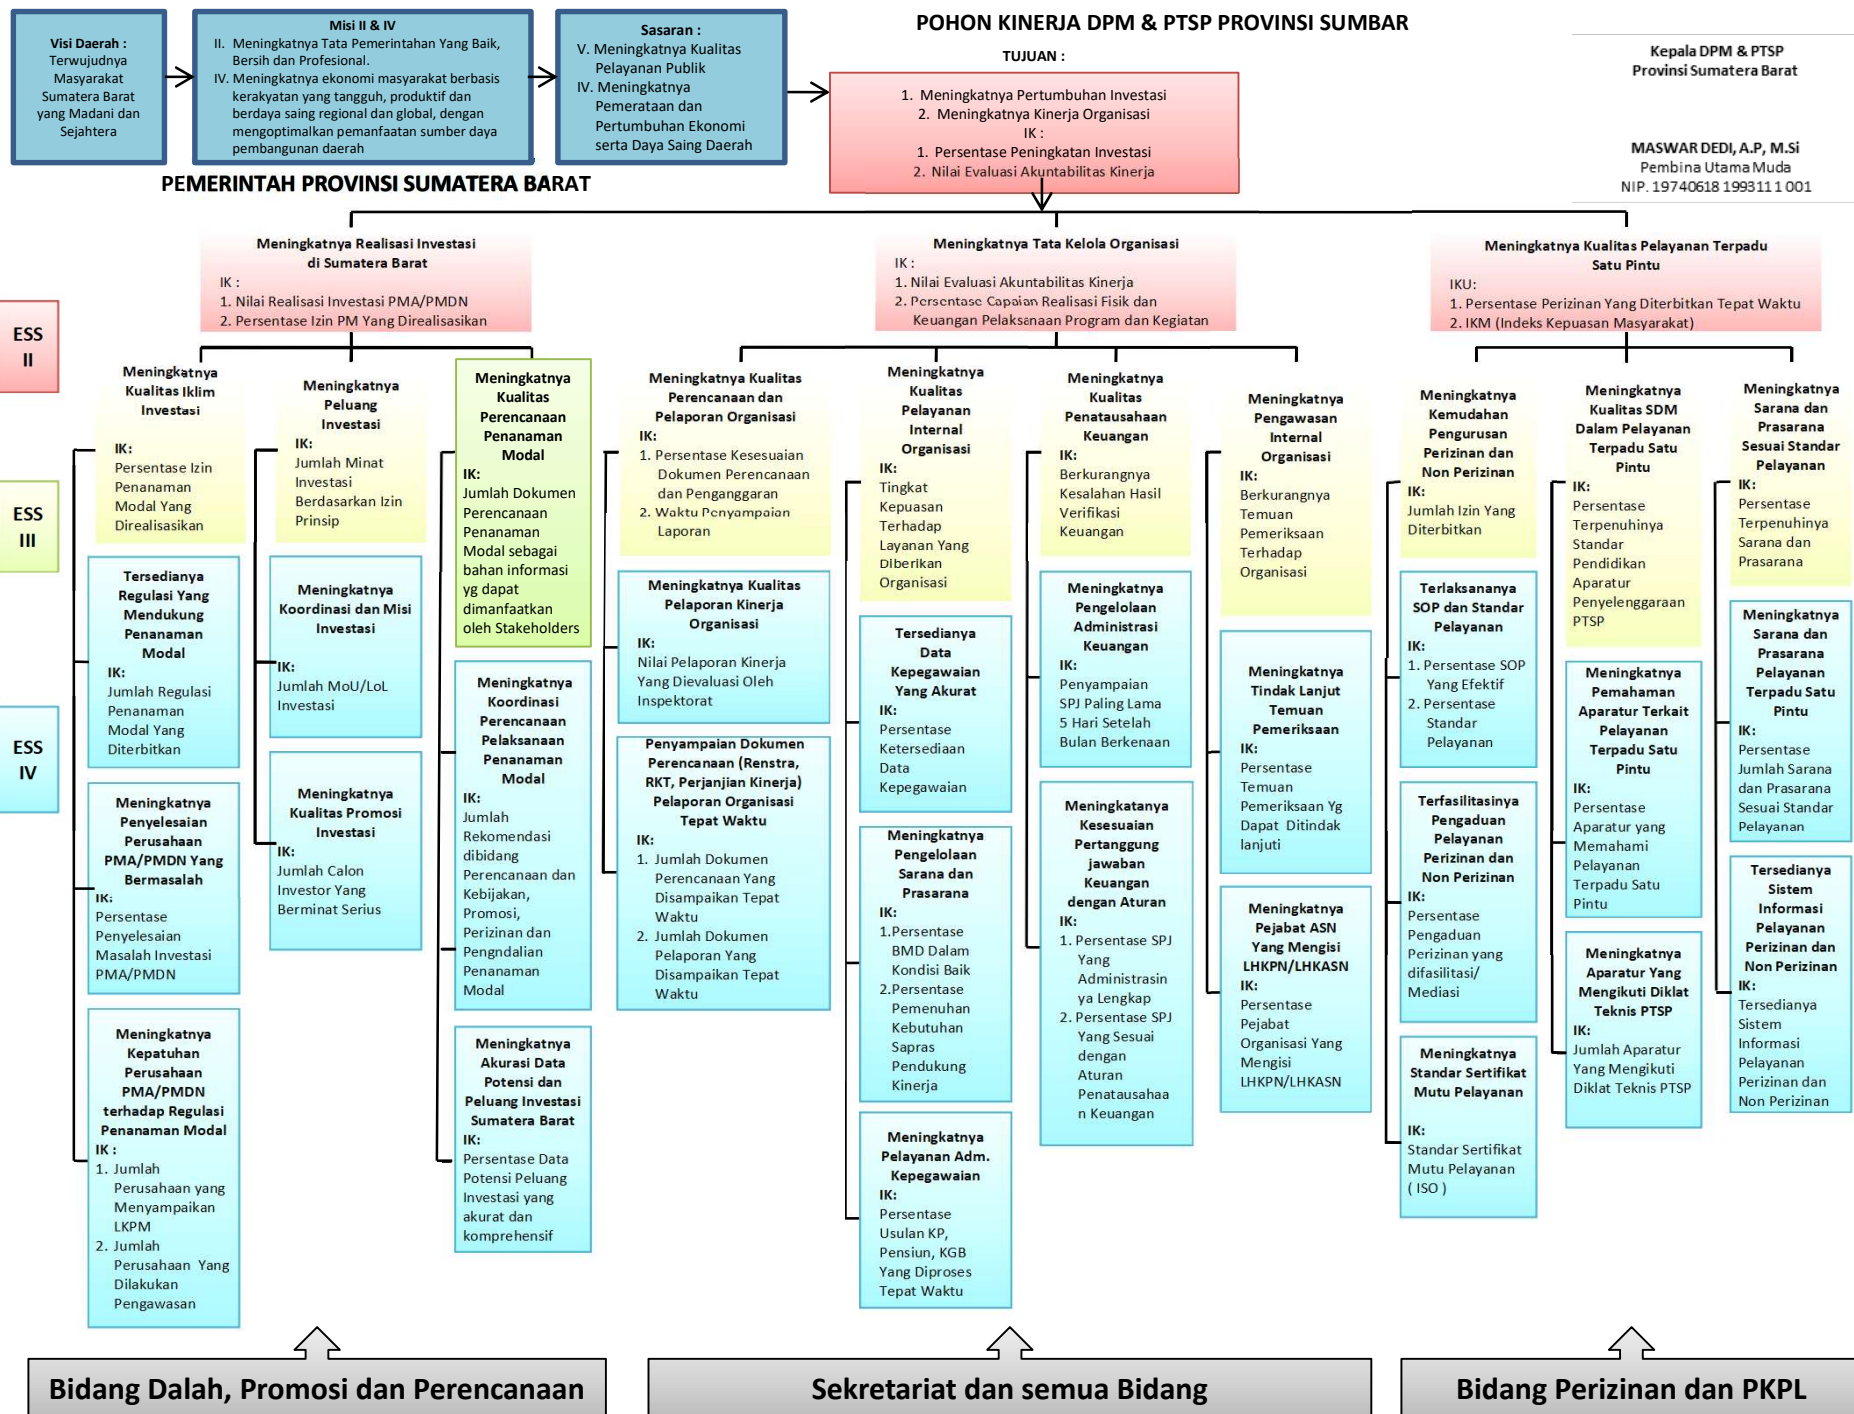 POHON KINERJA DPM & PTSP PROVINSI SUMBAR
Visi Daerah :
Terwujudnya
Masyarakat
Sumatera Barat
yang Madani dan
Sejahtera
Misi II & IV
II. Meningkatnya Tata Pemerintahan Yang Baik,
Bersih dan Profesional.
IV. Meningkatnya ekonomi masyarakat berbasis
kerakyatan yang tangguh, produktif dan
berdaya saing regional dan global, dengan
mengoptimalkan pemanfaatan sumber daya
pembangunan daerah
Sasaran :
V. Meningkatnya Kualitas
Pelayanan Publik
IV. Meningkatnya
Pemerataan dan
Pertumbuhan Ekonomi
serta Daya Saing Daerah
TUJUAN :
1. Meningkatnya Pertumbuhan Investasi
2. Meningkatnya Kinerja Organisasi
IK :
1. Persentase Peningkatan Investasi
2. Nilai Evaluasi Akuntabilitas Kinerja
Kepala DPM & PTSP
Provinsi Sumatera Barat
MASWAR DEDI, A.P, M.Si
Pembina Utama Muda
NIP. 19740618 199311 1 001
PEMERINTAH PROVINSI SUMATERA BARAT
Meningkatnya Realisasi Investasi
di Sumatera Barat
IK :
1. Nilai Realisasi Investasi PMA/PMDN
2. Persentase Izin PM Yang Direalisasikan
Meningkatnya Tata Kelola Organisasi
IK :
1. Nilai Evaluasi Akuntabilitas Kinerja
2. Persentase Capaian Realisasi Fisik dan
Keuangan Pelaksanaan Program dan Kegiatan
Meningkatnya Kualitas Pelayanan Terpadu
Satu Pintu
IKU:
1. Persentase Perizinan Yang Diterbitkan Tepat Waktu
2. IKM (Indeks Kepuasan Masyarakat)
ESS
II
ESS
III
ESS
IV
Meningkatnya
Kualitas Iklim
Investasi
IK:
Persentase Izin
Penanaman
Modal Yang
Direalisasikan
Tersedianya
Regulasi Yang
Mendukung
Penanaman
Modal
IK:
Jumlah Regulasi
Penanaman
Modal Yang
Diterbitkan
Meningkatnya
Penyelesaian
Perusahaan
PMA/PMDN Yang
Bermasalah
IK:
Persentase
Penyelesaian
Masalah Investasi
PMA/PMDN
Meningkatnya
Kepatuhan
Perusahaan
PMA/PMDN
terhadap Regulasi
Penanaman Modal
IK :
1. Jumlah
Perusahaan yang
Menyampaikan
LKPM
2. Jumlah
Perusahaan Yang
Dilakukan
Pengawasan
Meningkatnya
Peluang
Investasi
IK:
Jumlah Minat
Investasi
Berdasarkan Izin
Prinsip
Meningkatnya
Koordinasi dan Misi
Investasi
IK:
Jumlah MoU/LoL
Investasi
Meningkatnya
Kualitas Promosi
Investasi
IK:
Jumlah Calon
Investor Yang
Berminat Serius
Meningkatnya
Kualitas
Perencanaan
Penanaman
Modal
IK:
Jumlah Dokumen
Perencanaan
Penanaman
Modal sebagai
bahan informasi
yg dapat
dimanfaatkan
oleh Stakeholders
Meningkatnya
Koordinasi
Perencanaan
Pelaksanaan
Penanaman
Modal
IK:
Jumlah
Rekomendasi
dibidang
Perencanaan dan
Kebijakan,
Promosi,
Perizinan dan
Pengndalian
Penanaman
Modal
Meningkatnya
Akurasi Data
Potensi dan
Peluang Investasi
Sumatera Barat
IK:
Persentase Data
Potensi Peluang
Investasi yang
akurat dan
komprehensif
Meningkatnya Kualitas
Perencanaan dan
Pelaporan Organisasi
IK:
1. Persentase Kesesuaian
Dokumen Perencanaan
dan Penganggaran
2. Waktu Penyampaian
Laporan
Meningkatnya Kualitas
Pelaporan Kinerja
Organisasi
IK:
Nilai Pelaporan Kinerja
Yang Dievaluasi Oleh
Inspektorat
Penyampaian Dokumen
Perencanaan (Renstra,
RKT, Perjanjian Kinerja)
Pelaporan Organisasi
Tepat Waktu
IK:
1. Jumlah Dokumen
Perencanaan Yang
Disampaikan Tepat
Waktu
2. Jumlah Dokumen
Pelaporan Yang
Disampaikan Tepat
Waktu
Meningkatnya
Kualitas
Pelayanan
Internal
Organisasi
IK:
Tingkat
Kepuasan
Terhadap
Layanan Yang
DIberikan
Organisasi
Tersedianya
Data
Kepegawaian
Yang Akurat
IK:
Persentase
Ketersediaan
Data
Kepegawaian
Meningkatnya
Pengelolaan
Sarana dan
Prasarana
IK:
1.Persentase
BMD Dalam
Kondisi Baik
2.Persentase
Pemenuhan
Kebutuhan
Sapras
Pendukung
Kinerja
Meningkatnya
Pelayanan Adm.
Kepegawaian
IK:
Persentase
Usulan KP,
Pensiun, KGB
Yang Diproses
Tepat Waktu
Meningkatnya
Kualitas
Penatausahaan
Keuangan
IK:
Berkurangnya
Kesalahan Hasil
Verifikasi
Keuangan
Meningkatnya
Pengelolaan
Administrasi
Keuangan
IK:
Penyampaian
SPJ Paling Lama
5 Hari Setelah
Bulan Berkenaan
Meningkatanya
Kesesuaian
Pertanggung
jawaban
Keuangan
dengan Aturan
IK:
1. Persentase SPJ
Yang
Administrasin
ya Lengkap
2. Persentase SPJ
Yang Sesuai
dengan
Aturan
Penatausahaa
n Keuangan
Meningkatnya
Pengawasan
Internal
Organisasi
IK:
Berkurangnya
Temuan
Pemeriksaan
Terhadap
Organisasi
Meningkatnya
Tindak Lanjut
Temuan
Pemeriksaan
IK:
Persentase
Temuan
Pemeriksaan Yg
Dapat Ditindak
lanjuti
Meningkatnya
Pejabat ASN
Yang Mengisi
LHKPN/LHKASN
IK:
Persentase
Pejabat
Organisasi Yang
Mengisi
LHKPN/LHKASN
Meningkatnya
Kemudahan
Pengurusan
Perizinan dan
Non Perizinan
IK:
Jumlah Izin Yang
Diterbitkan
Terlaksananya
SOP dan Standar
Pelayanan
IK:
1. Persentase SOP
Yang Efektif
2. Persentase
Standar
Pelayanan
Terfasilitasinya
Pengaduan
Pelayanan
Perizinan dan
Non Perizinan
IK:
Persentase
Pengaduan
Perizinan yang
difasilitasi/
Mediasi
Meningkatnya
Standar Sertifikat
Mutu Pelayanan
IK:
Standar Sertifikat
Mutu Pelayanan
( ISO )
Meningkatnya
Kualitas SDM
Dalam Pelayanan
Terpadu Satu
Pintu
IK:
Persentase
Terpenuhinya
Standar
Pendidikan
Aparatur
Penyelenggaraan
PTSP
Meningkatnya
Pemahaman
Aparatur Terkait
Pelayanan
Terpadu Satu
Pintu
IK:
Persentase
Aparatur yang
Memahami
Pelayanan
Terpadu Satu
Pintu
Meningkatnya
Aparatur Yang
Mengikuti Diklat
Teknis PTSP
IK:
Jumlah Aparatur
Yang Mengikuti
Diklat Teknis PTSP
Meningkatnya
Sarana dan
Prasarana
Sesuai Standar
Pelayanan
IK:
Persentase
Terpenuhinya
Sarana dan
Prasarana
Meningkatnya
Sarana dan
Prasarana
Pelayanan
Terpadu Satu
Pintu
IK:
Persentase
Jumlah Sarana
dan Prasarana
Sesuai Standar
Pelayanan
Tersedianya
Sistem
Informasi
Pelayanan
Perizinan dan
Non Perizinan
IK:
Tersedianya
Sistem
Informasi
Pelayanan
Perizinan dan
Non Perizinan
Bidang Dalah, Promosi dan Perencanaan
Sekretariat dan semua Bidang
Bidang Perizinan dan PKPL